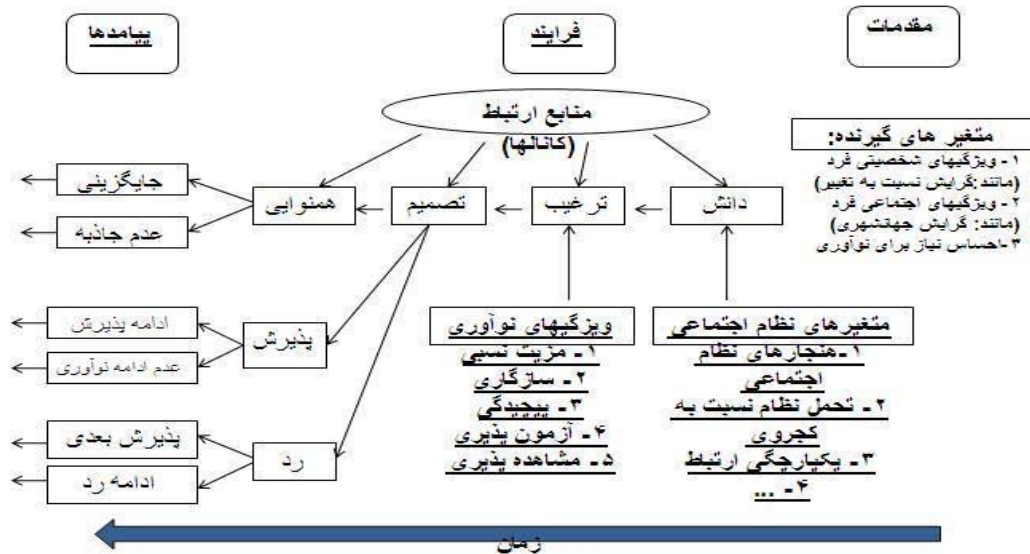 مقدمات
فرایند
پیامدها
منابع ارتباط
(کانالها)
متغیر های گیرنده:
۱- ویژگیهای شخصیتی فرد
(مانند:گرایش نسبت به تغییر)
۲- ویژگیهای اجتماعی فرد
(مانند: گرایش جهانشهری)
۳-احساس نیاز برای نوآوری
دانش
ترغیب
تصمیم
همنوایی
جایگزینی
عدم جاذبه
متغیرهای نظام اجتماعی
۱-هنجارهای نظام
اجتماعی
۲- تحمل نظام نسبت به
کجروی
۳-یکپارچگی ارتباط
۴- ...
ویژگیهای نوآوری
۱- مزیت نسبی
۲- سازگاری
۳- پیچیدگی
۴- آزمون پذیری
۵- مشاهده پذیری
پذیرش
ادامه پذیرش
عدم ادامه نوآوری
رد
پذیرش بعدی
ادامه رد
زمان